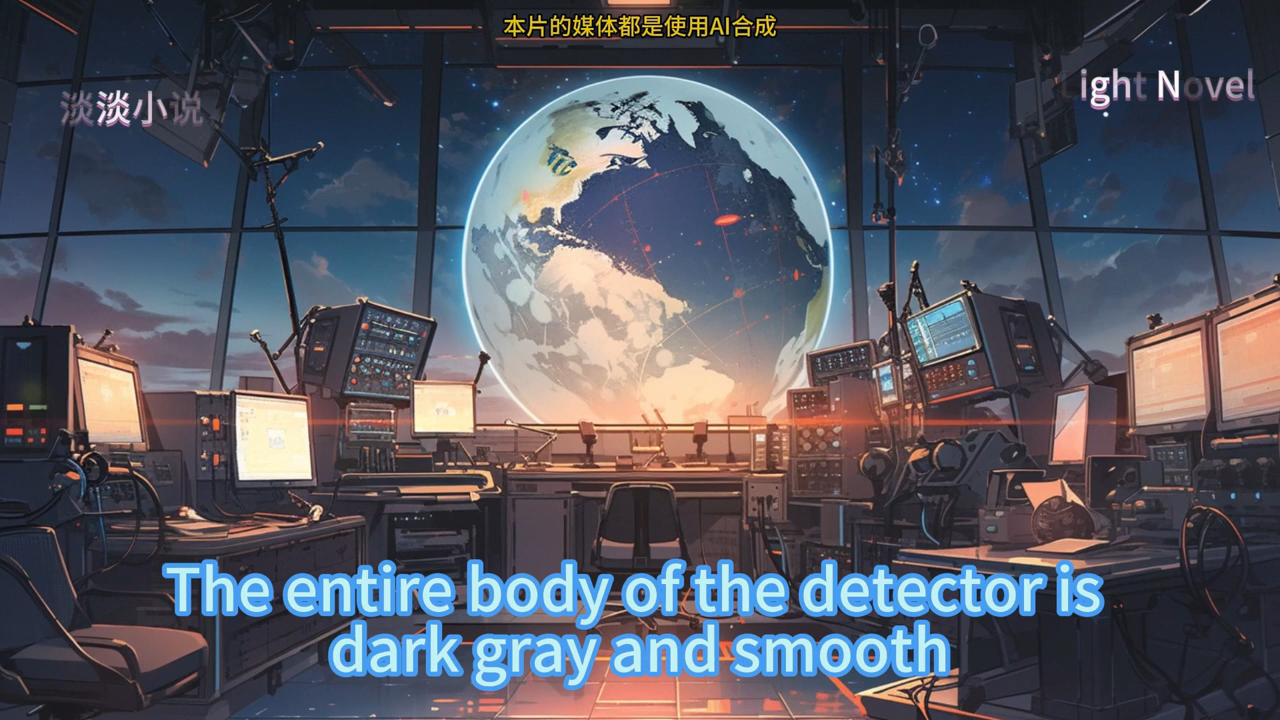 本片的媒体都是使用AI合成
淡淡小说
Light Novel
The entire body of the detector is
dark gray and smooth